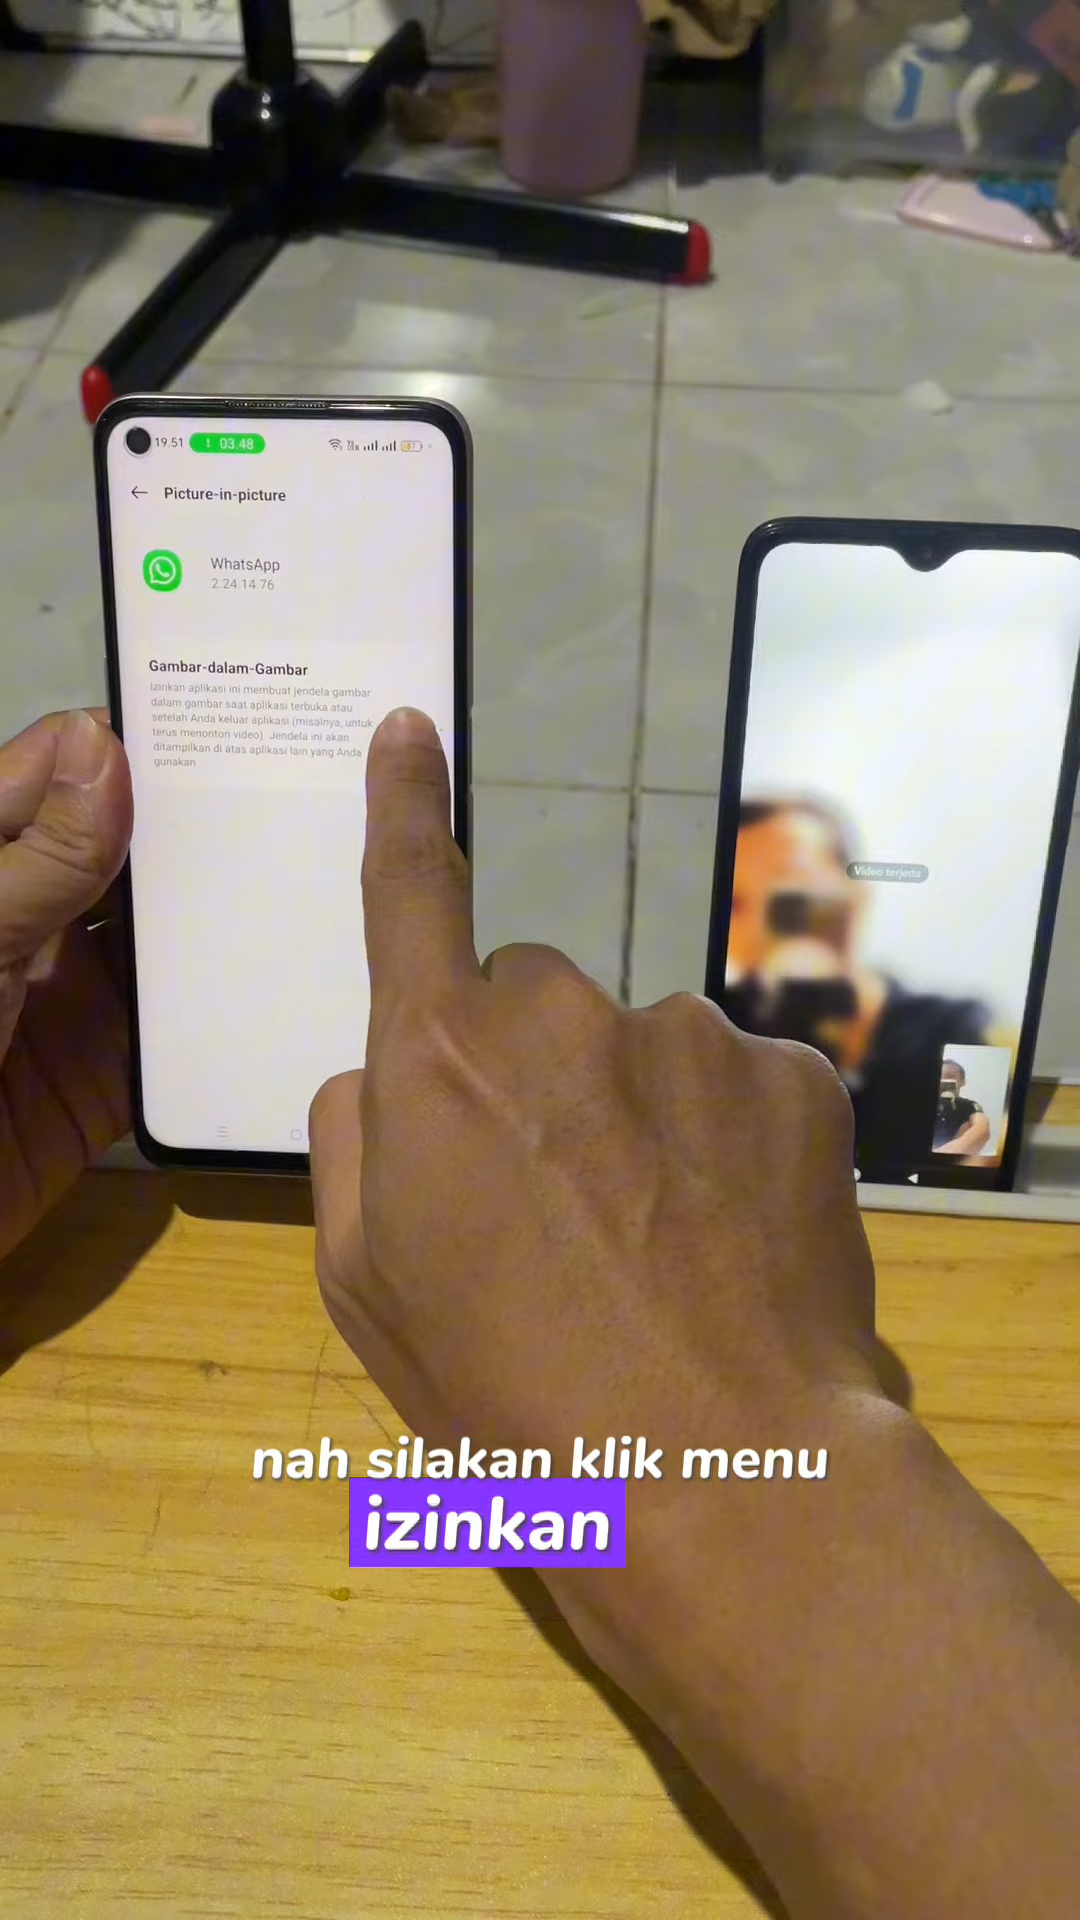 19.51
03.48
Picture-in-picture
WhatsApp
2.24.14.76
Gambar-dalam-Gambar
Izinkan aplikasi ini membuat jendela gambar
dalam gambar saat aplikasi terbuka atau
setelah Anda keluar aplikasi (misalnya, untuk
terus menonton video). Jendela ini akan
ditampilkan di atas aplikasi lain yang Anda
gunakan
Video terjeda
nah silakan klik menu
izinkan